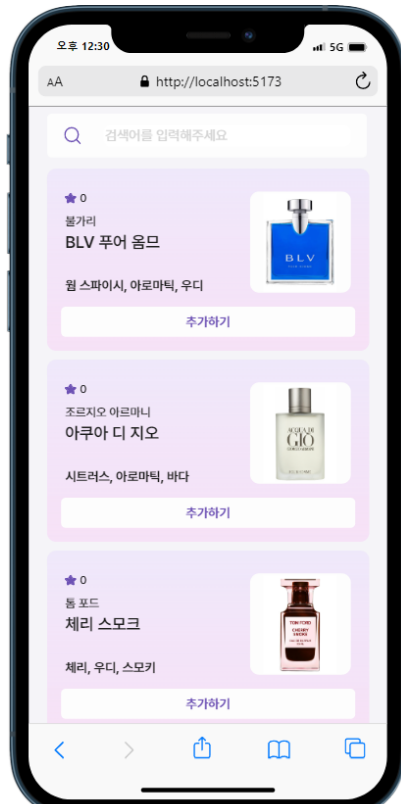 오후 12:30
5G
AA
http://localhost:5173
검색어를 입력해주세요
0
불가리
BLV 푸어 옴므
웜 스파이시, 아로마틱, 우디
BLV
POUR HOMME
추가하기
0
조르지오 아르마니
아쿠아 디 지오
시트러스, 아로마틱, 바다
ACQUA DI
GIÒ
GIORGIO ARMANI
추가하기
0
톰 포드
체리 스모크
체리, 우디, 스모키
TOM FORD
CHERRY
SMOKE
추가하기